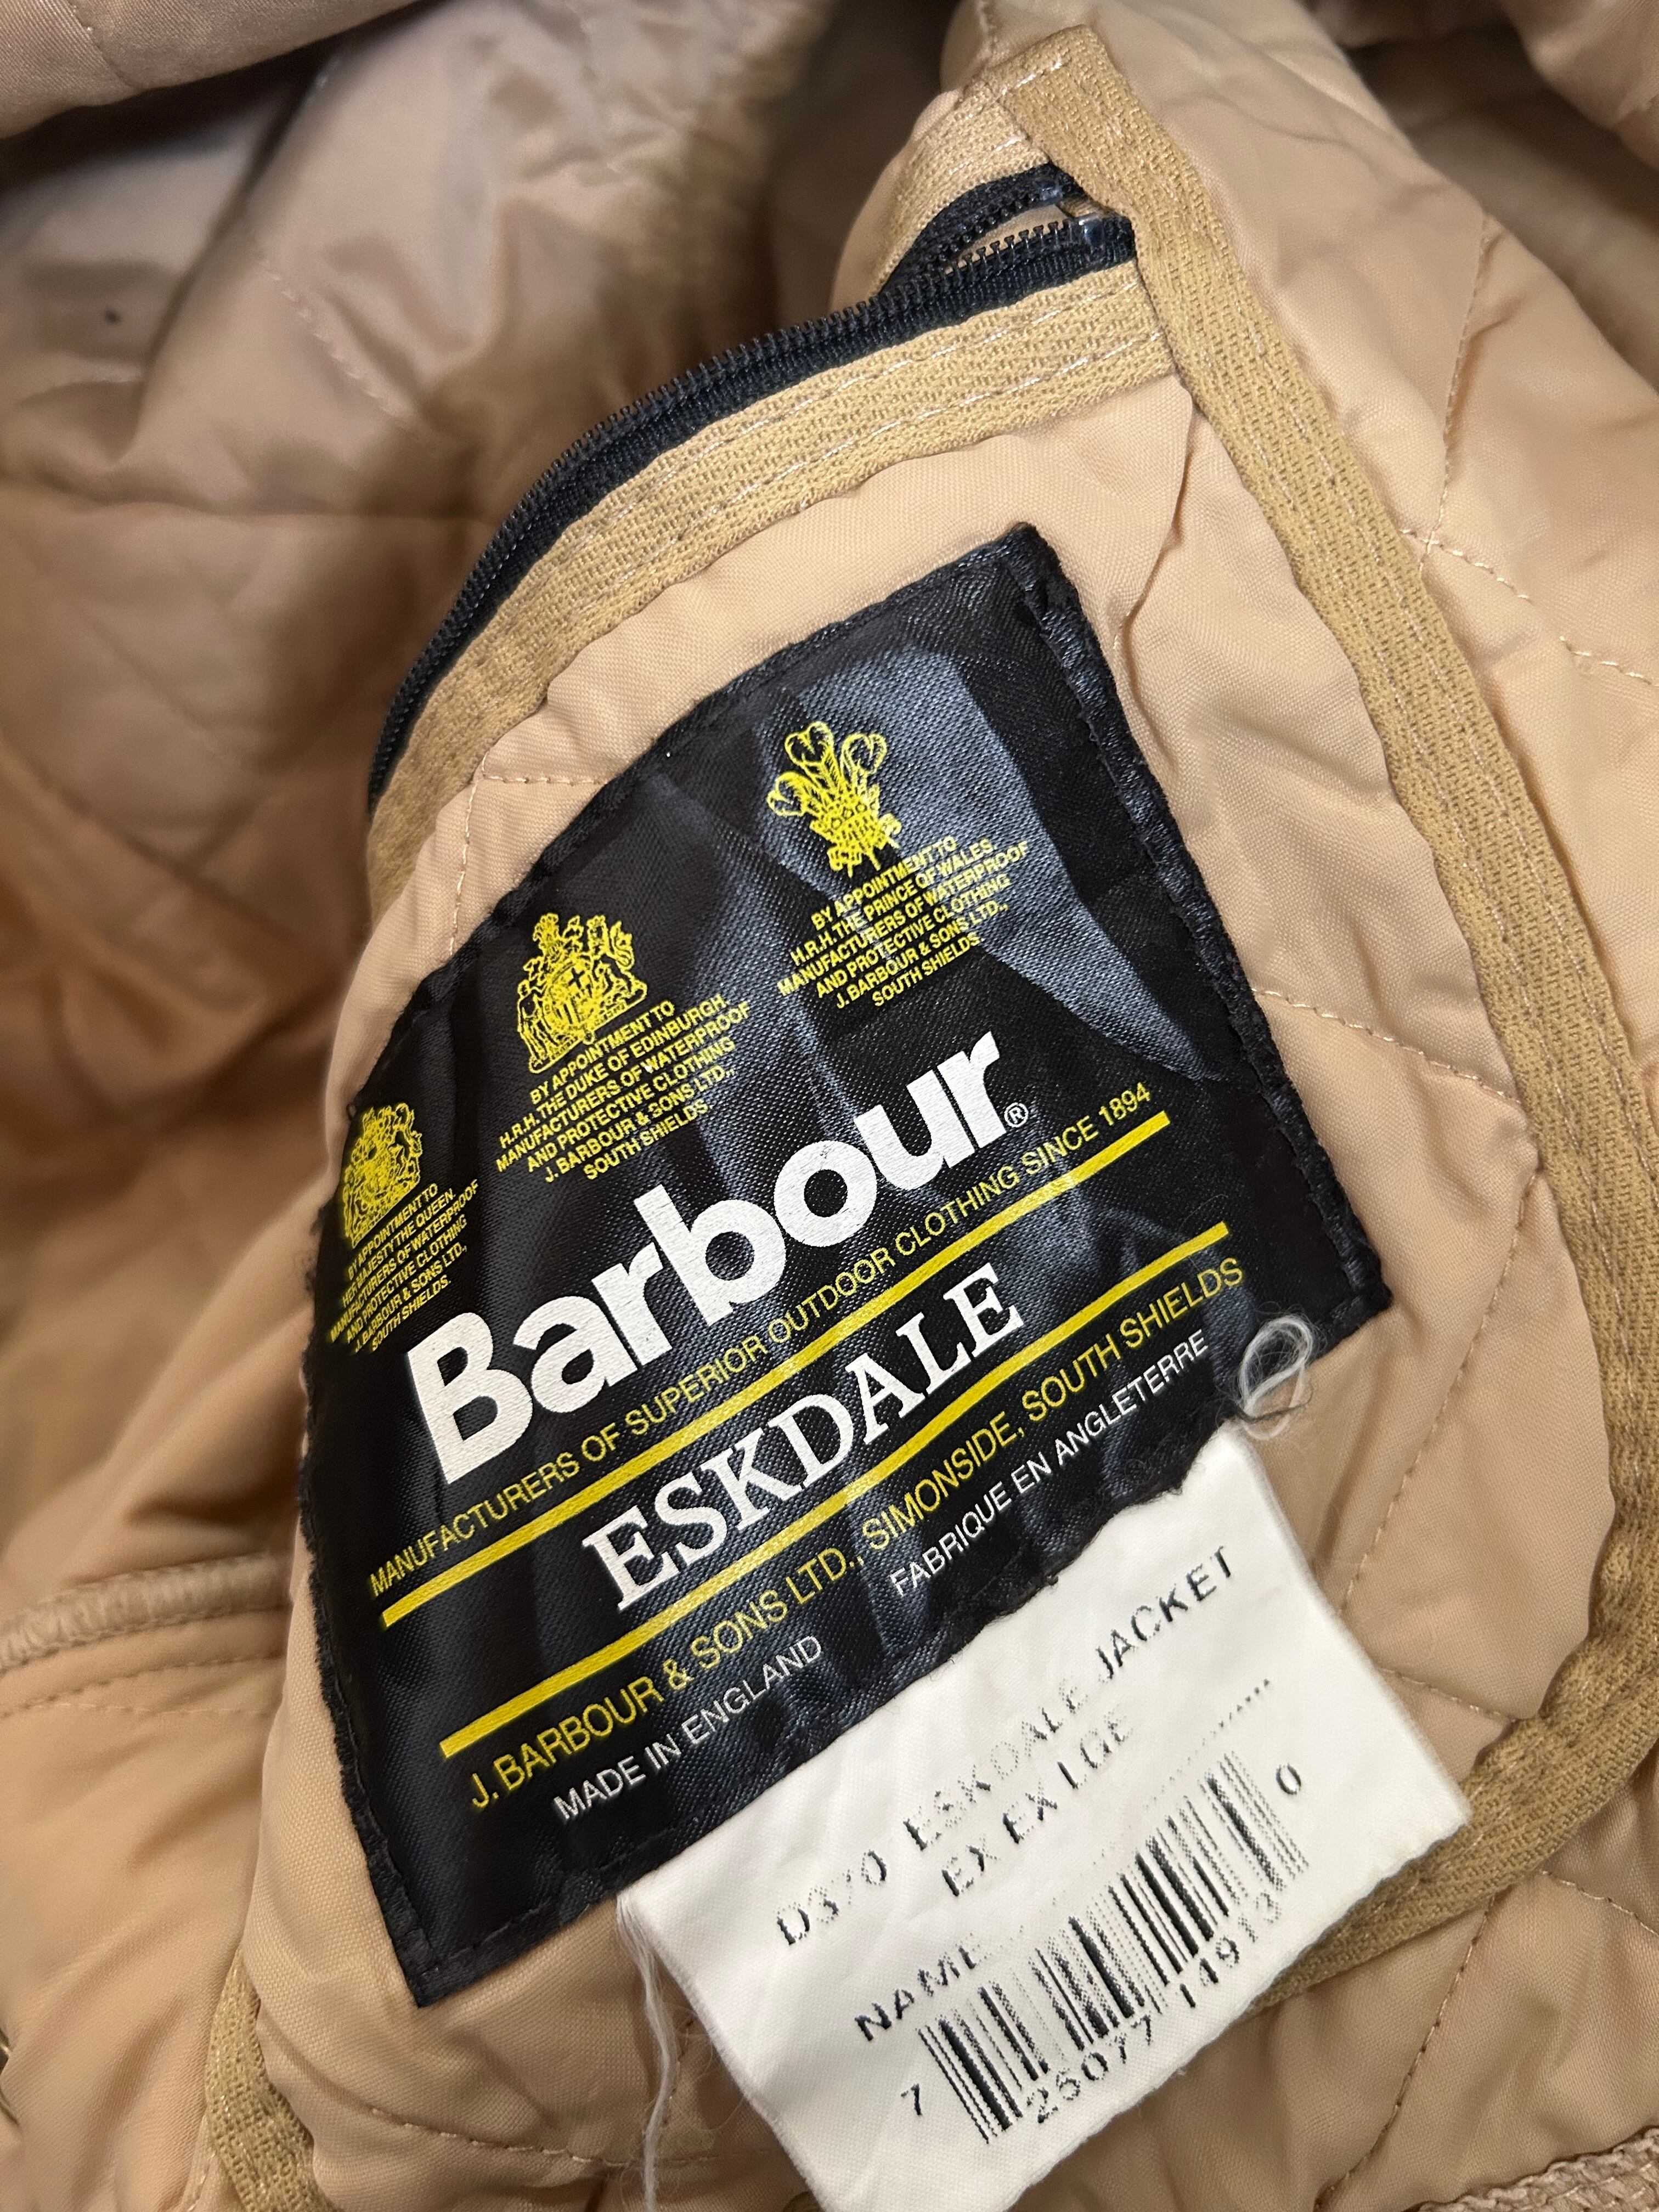 BY APPOINTMENT TO
HER MAJESTY THE QUEEN.
MANUFACTURERS OF WATERPROOF
AND PROTECTIVE CLOTHING
J. BARBOUR & SONS LTD.,
SOUTH SHIELDS.
BY APPOINTMENT TO
H.R.H. THE DUKE OF EDINBURGH.
MANUFACTURERS OF WATERPROOF
AND PROTECTIVE CLOTHING
J. BARBOUR & SONS LTD.,
SOUTH SHIELDS.
BY APPOINTMENT TO
H.R.H. THE PRINCE OF WALES
MANUFACTURERS OF WATERPROOF
AND PROTECTIVE CLOTHING
J. BARBOUR & SONS LTD.,
SOUTH SHIELDS.
Barbour®
MANUFACTURERS OF SUPERIOR OUTDOOR CLOTHING SINCE 1894
ESKDALE
J. BARBOUR & SONS LTD., SIMONSIDE, SOUTH SHIELDS
MADE IN ENGLAND FABRIQUE EN ANGLETERRE
ESKDALE JACKET
EX EX LGE
NAME
7 25077 14913 0